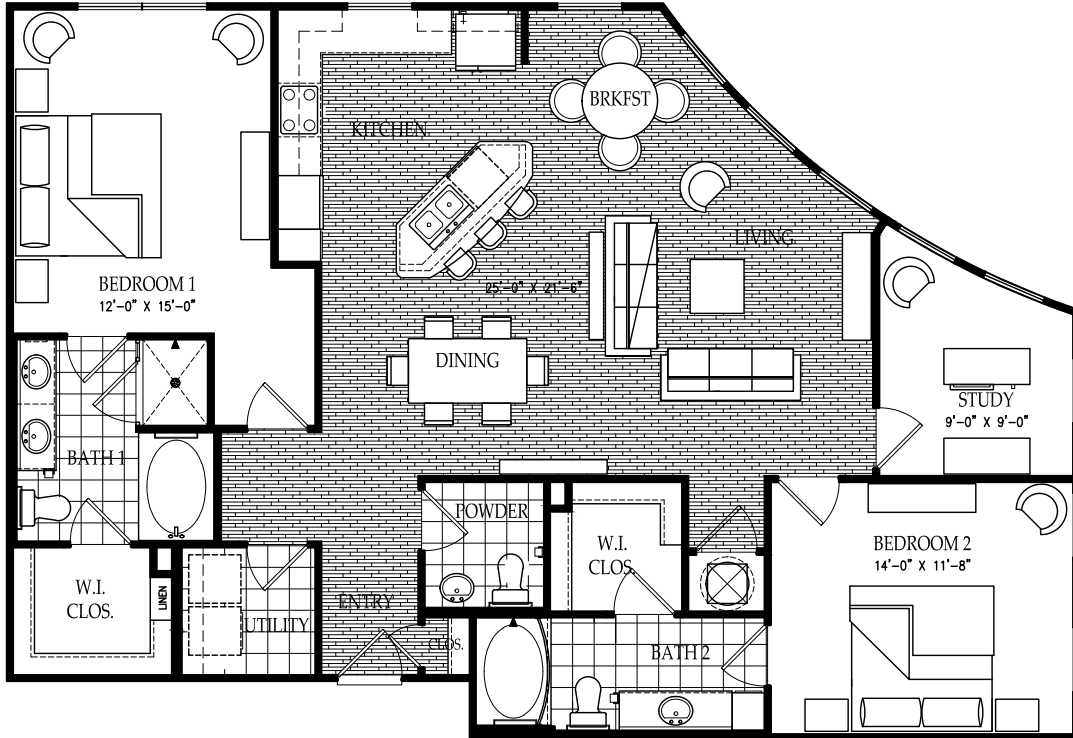 BRKFST
KITCHEN
LIVING
BEDROOM 1
12'-0" X 15'-0"
25'-0" X 21'-6"
DINING
STUDY
9'-0" X 9'-0"
BATH 1
POWDER
W.I.
CLOS.
BEDROOM 2
14'-0" X 11'-8"
W.I.
CLOS.
LINEN
ENTRY
UTILITY
CLOS.
BATH 2